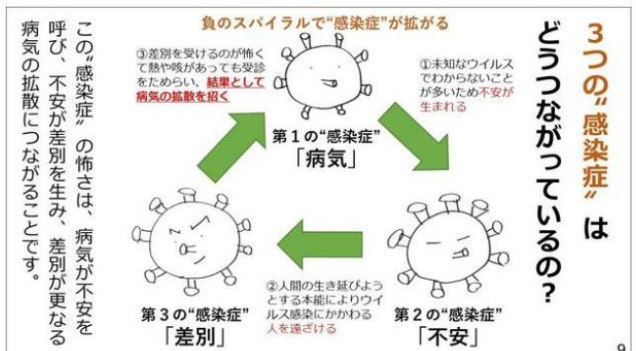 3つの“感染症”は
どうつながっているの？
負のスパイラルで“感染症”が拡がる
第1の“感染症”
「病気」
①未知なウイルス
でわからないこと
が多いため不安が
生まれる
第2の“感染症”
「不安」
②人間の生き延びよう
とする本能によりウイ
ルス感染にかかわる
人を遠ざける
第3の“感染症”
「差別」
③差別を受けるのが怖く
て熱や咳があっても受診
をためらい、結果として
病気の拡散を招く
この“感染症”の怖さは、病気が不安を
呼び、不安が差別を生み、差別が更なる
病気の拡散につながることです。
9